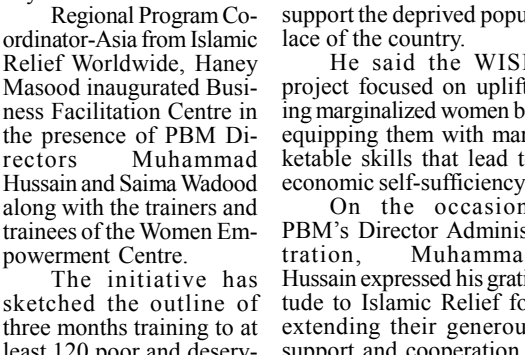 Regional Program Co-
ordinator-Asia from Islamic
Relief Worldwide, Haney
Masood inaugurated Busi-
ness Facilitation Centre in
the presence of PBM Di-
rectors Muhammad
Hussain and Saima Wadood
along with the trainers and
trainees of the Women Em-
powerment Centre.
The initiative has
sketched the outline of
three months training to at
least 120 poor and deserv-
support the deprived popu
lace of the country.
He said the
project focused on uplift
ing marginalized women
equipping them with mar
ketable skills that lead
economic self-sufficiency
On the occasion
PBM's Director Adminis
tration,
Hussain expressed his grati
tude to Islamic Relief
extending their
support and cooperation